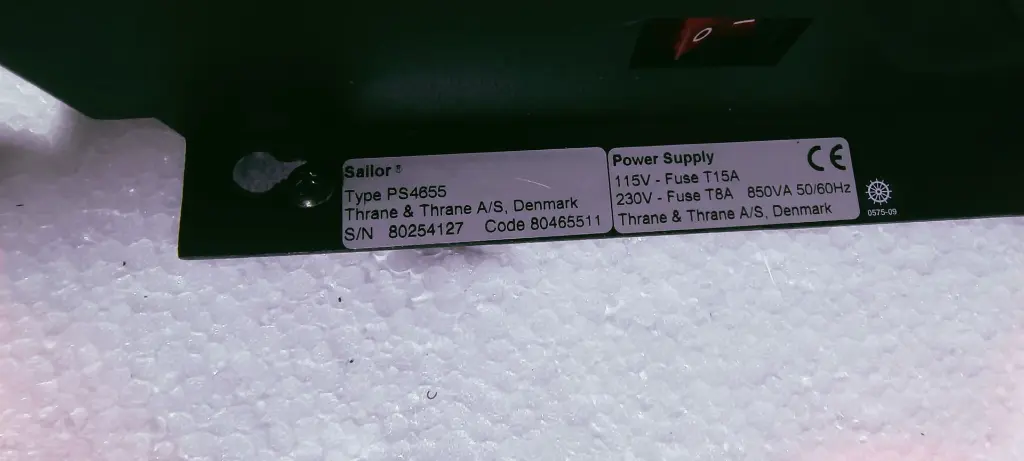 Sailor®
Type PS4655
Thrane & Thrane A/S, Denmark
S/N 80254127 Code 80465511
Power Supply
CE
115V - Fuse T15A
230V - Fuse T8A 850VA 50/60Hz
Thrane & Thrane A/S, Denmark
0575-09
O